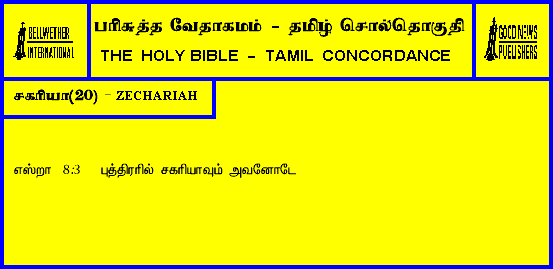 BELLWETHER
INTERNATIONAL
பரிசுத்த வேதாகமம் - தமிழ் சொல்தொகுதி
THE HOLY BIBLE - TAMIL CONCORDANCE
GOOD NEWS
PUBLISHERS
சகரியா(20) - ZECHARIAH
எஸ்றா 8:3 புத்திரரில் சகரியாவும் அவனோடே